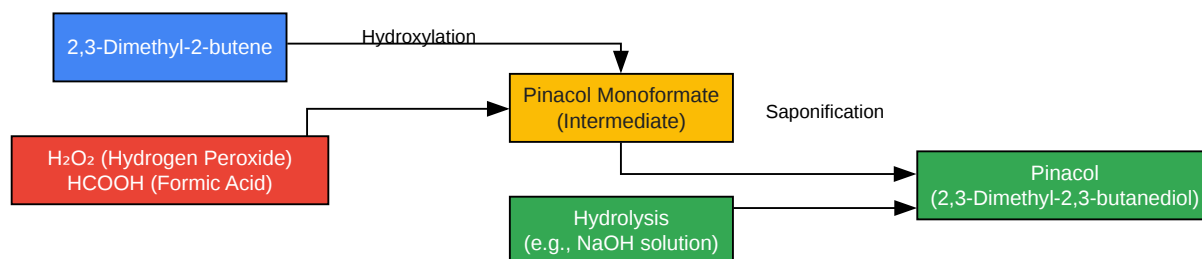 2,3-Dimethyl-2-butene
Hydroxylation
Pinacol Monoformate
(Intermediate)
Saponification
H₂O₂ (Hydrogen Peroxide)
HCOOH (Formic Acid)
Pinacol
(2,3-Dimethyl-2,3-butanediol)
Hydrolysis
(e.g., NaOH solution)